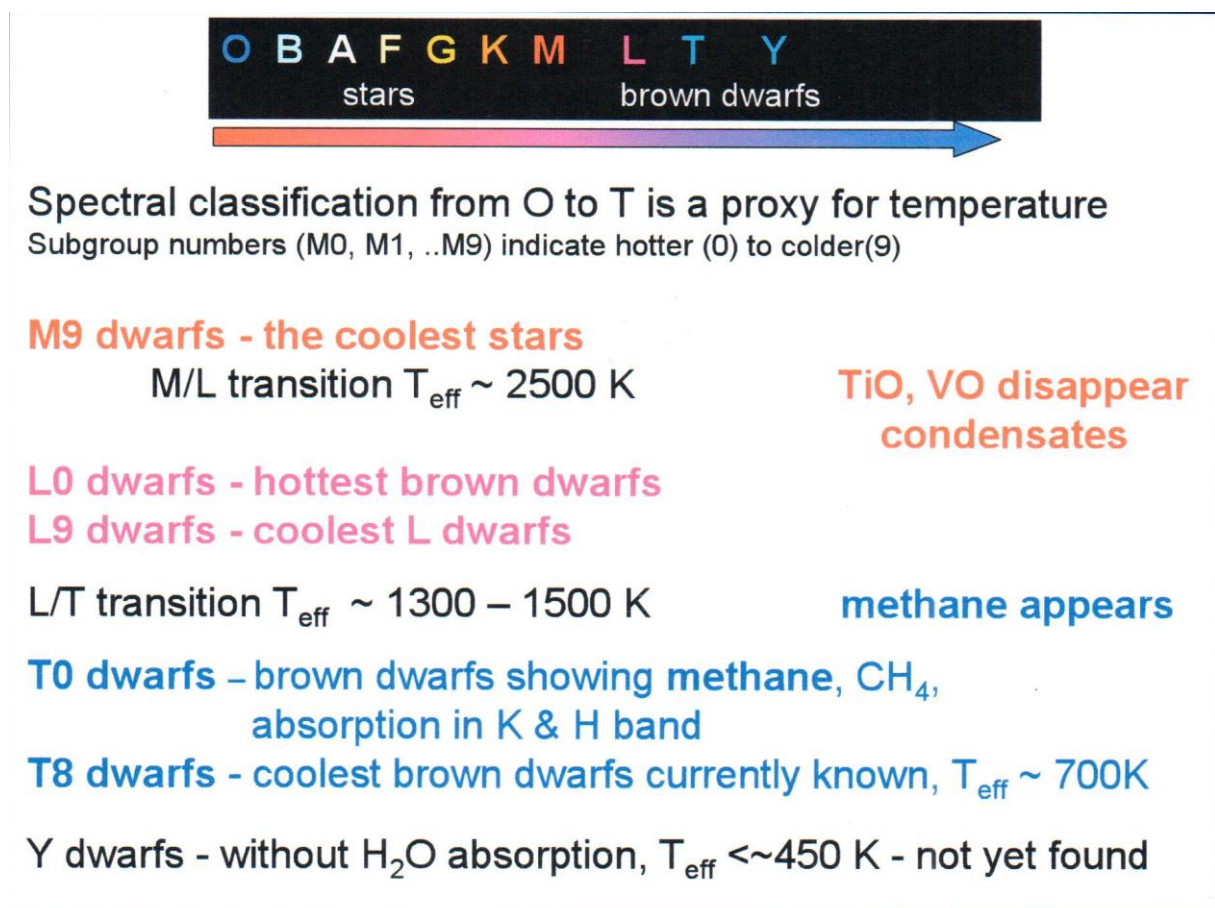 O B A F G K M L T Y
stars brown dwarfs
Spectral classification from O to T is a proxy for temperature
Subgroup numbers (M0, M1, ..M9) indicate hotter (0) to colder(9)
M9 dwarfs - the coolest stars
M/L transition Teff ~ 2500 K
TiO, VO disappear
condensates
L0 dwarfs - hottest brown dwarfs
L9 dwarfs - coolest L dwarfs
L/T transition Teff ~ 1300 – 1500 K
methane appears
T0 dwarfs – brown dwarfs showing methane, CH4,
absorption in K & H band
T8 dwarfs - coolest brown dwarfs currently known, Teff ~ 700K
Y dwarfs - without H2O absorption, Teff <~450 K - not yet found